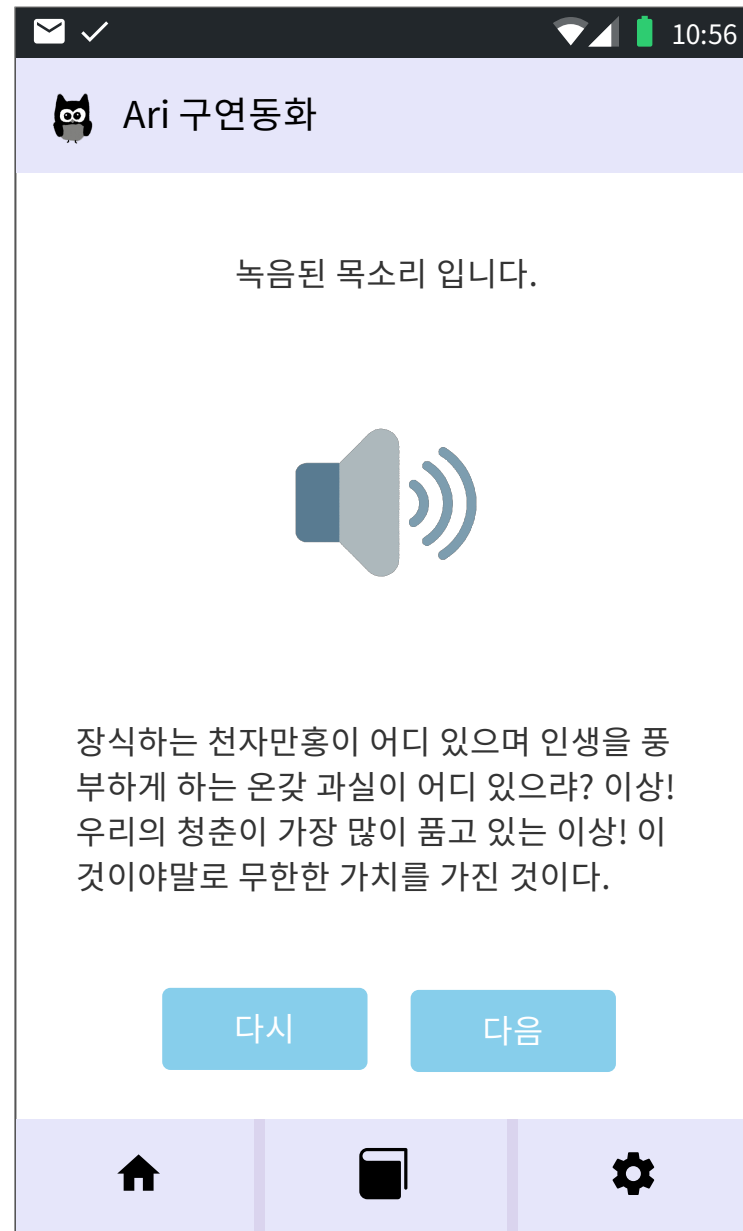 10:56
Ari 구연동화
녹음된 목소리 입니다.
장식하는 천자만홍이 어디 있으며 인생을 풍
부하게 하는 온갖 과실이 어디 있으랴? 이상!
우리의 청춘이 가장 많이 품고 있는 이상! 이
것이야말로 무한한 가치를 가진 것이다.
다시
다음